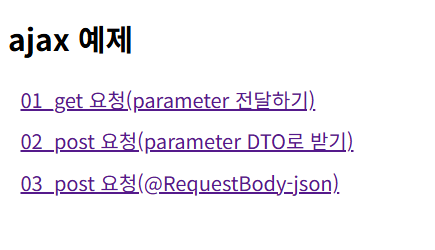 ajax 예제
01_get 요청(parameter 전달하기)
02_post 요청(parameter DTO로 받기)
03_post 요청(@RequestBody-json)